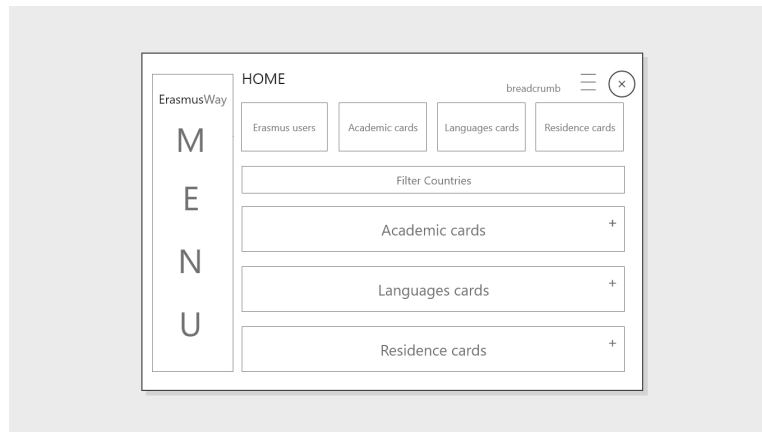 HOME
breadcrumb
×
ErasmusWay
M
E
N
U
Erasmus users
Academic cards
Languages cards
Residence cards
Filter Countries
Academic cards
+
Languages cards
+
Residence cards
+